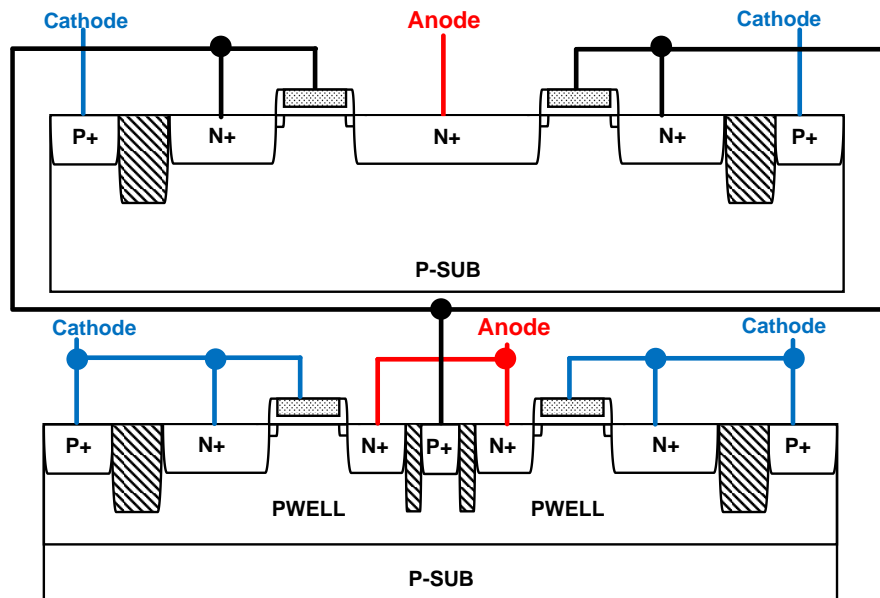 Cathode Anode Cathode
P+ N+ N+ N+ P+
P-SUB
Cathode Anode Cathode
P+ N+ N+ P+ N+ N+ P+
PWELL PWELL
P-SUB